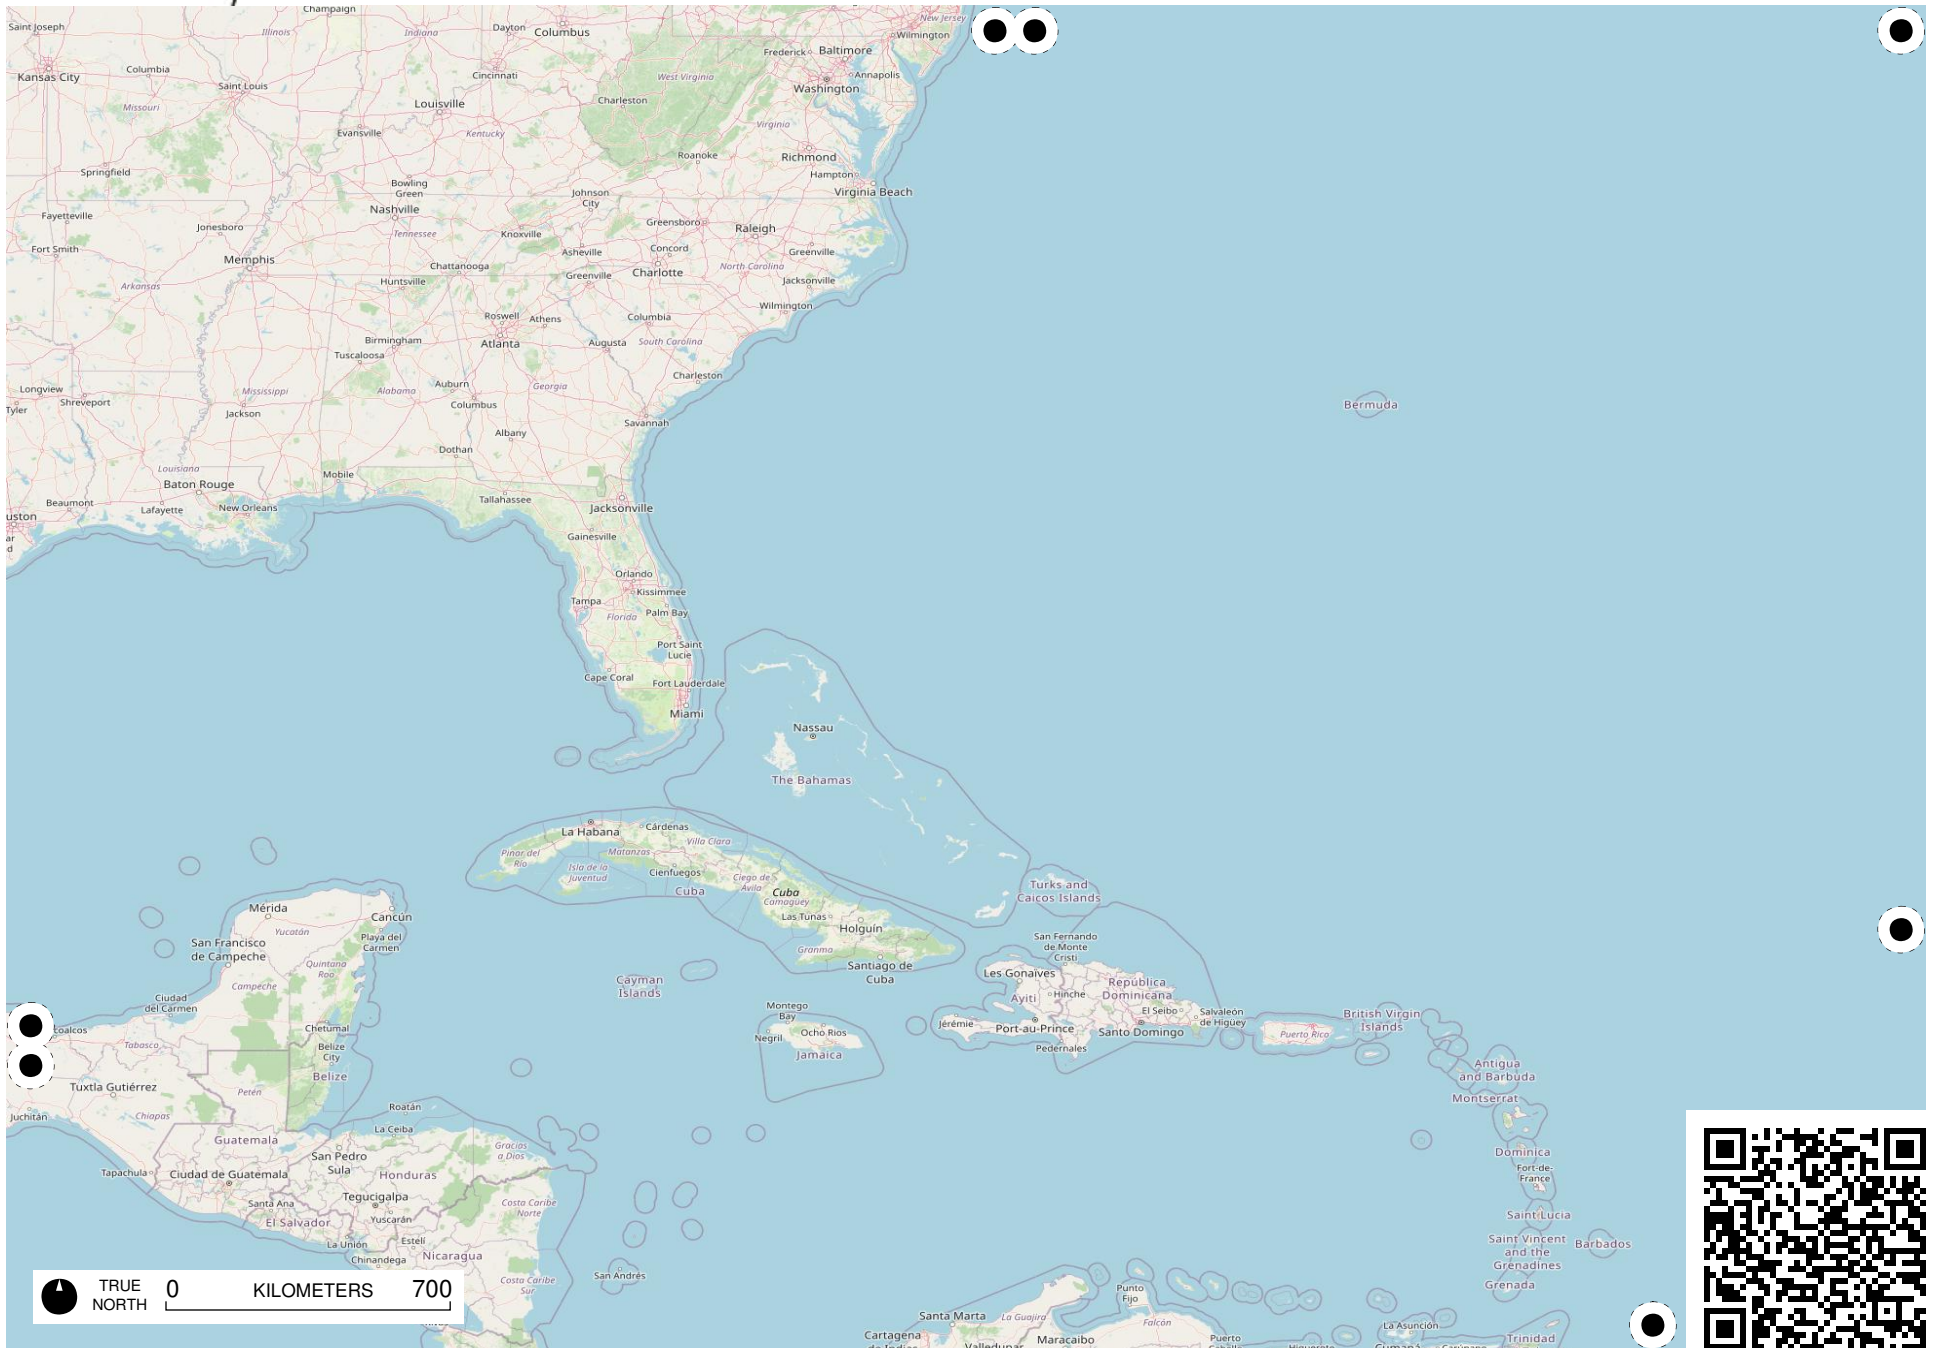 Champaign
New Jersey
Saint Joseph
Illinois
Indiana
Dayton
Columbus
Wilmington
Frederick
Baltimore
Kansas City
Columbia
Cincinnati
West Virginia
Annapolis
Saint Louis
Washington
Missouri
Louisville
Charleston
Evansville
Kentucky
Virginia
Springfield
Roanoke
Richmond
Hampton
Bowling
Green
Johnson
City
Virginia Beach
Fayetteville
Nashville
Jonesboro
Tennessee
Knoxville
Greensboro
Raleigh
Fort Smith
Memphis
Asheville
Concord
Greenville
Chattanooga
Greenville
Charlotte
North Carolina
Arkansas
Huntsville
Jacksonville
Wilmington
Roswell
Athens
Columbia
Birmingham
Atlanta
Augusta
South Carolina
Tuscaloosa
Longview
Mississippi
Alabama
Auburn
Georgia
Charleston
Tyler
Shreveport
Jackson
Columbus
Savannah
Bermuda
Albany
Dothan
Louisiana
Mobile
Baton Rouge
Beaumont
Lafayette
New Orleans
Tallahassee
Jacksonville
uston
ar
d
Gainesville
Orlando
Kissimmee
Tampa
Palm Bay
Florida
Port Saint
Lucie
Cape Coral
Fort Lauderdale
Miami
Nassau
The Bahamas
La Habana
Cárdenas
Pinar del
Río
Matanzas
Villa Clara
Isla de la
Juventud
Cienfuegos
Ciego de
Ávila
Cuba
Cuba
Camagüey
Turks and
Caicos Islands
Las Tunas
Holguín
Granma
Santiago de
Cuba
Mérida
Cancún
Yucatán
Playa del
Carmen
San Francisco
de Campeche
Quintana
Roo
Campeche
Cayman
Islands
San Fernando
de Monte
Cristi
Les Gonaïves
Ayiti
Hinche
República
Dominicana
El Seibo
Salvaleón
de Higüey
Jérémie
Port-au-Prince
Santo Domingo
Pedernales
Puerto Rico
British Virgin
Islands
Ciudad
del Carmen
Montego
Bay
Ocho Rios
Negril
Jamaica
oalcos
Tabasca
Chetumal
Belize
City
Belize
Antigua
and Barbuda
Montserrat
Tuxtla Gutiérrez
Petén
Juchitán
Chiapas
Roatán
La Ceiba
Guatemala
San Pedro
Sula
Gracias
a Dios
Dominica
Fort-de-
France
Tapachula
Ciudad de Guatemala
Honduras
Santa Ana
Tegucigalpa
Costa Caribe
Norte
El Salvador
Yuscarán
Saint Lucia
La Unión
Estelí
Saint Vincent
and the
Grenadines
Barbados
Chinandega
Nicaragua
Costa Caribe
Sur
San Andrés
Grenada
TRUE
NORTH
0 KILOMETERS 700
Punto
Fijo
Santa Marta
La Guajira
Falcón
La Asunción
Cartagena
de Indias
Maracaibo
Valledupar
Puerto
Cabello
Higuerote
Cumaná
Carúpano
Trinidad